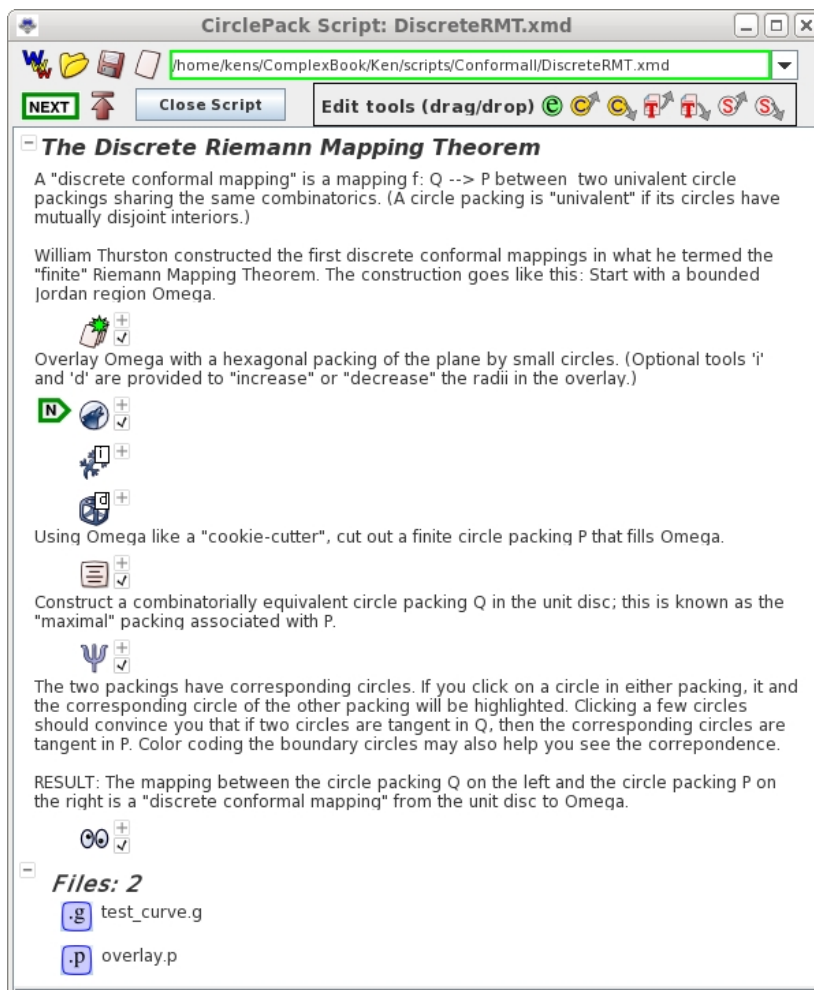 CirclePack Script: DiscreteRMT.xmd
/home/kens/ComplexBook/Ken/scripts/Conformall/DiscreteRMT.xmd
NEXT Close Script Edit tools (drag/drop) e C C T T S S
The Discrete Riemann Mapping Theorem
A "discrete conformal mapping" is a mapping f: Q --> P between two univalent circle
packings sharing the same combinatorics. (A circle packing is "univalent" if its circles have
mutually disjoint interiors.)
William Thurston constructed the first discrete conformal mappings in what he termed the
"finite" Riemann Mapping Theorem. The construction goes like this: Start with a bounded
Jordan region Omega.
Overlay Omega with a hexagonal packing of the plane by small circles. (Optional tools 'i'
and 'd' are provided to "increase" or "decrease" the radii in the overlay.)
N
i
d
Using Omega like a "cookie-cutter", cut out a finite circle packing P that fills Omega.
Construct a combinatorially equivalent circle packing Q in the unit disc; this is known as the
"maximal" packing associated with P.
Ψ
The two packings have corresponding circles. If you click on a circle in either packing, it and
the corresponding circle of the other packing will be highlighted. Clicking a few circles
should convince you that if two circles are tangent in Q, then the corresponding circles are
tangent in P. Color coding the boundary circles may also help you see the correpondence.
RESULT: The mapping between the circle packing Q on the left and the circle packing P on
the right is a "discrete conformal mapping" from the unit disc to Omega.
Files: 2
.g test_curve.g
.p overlay.p